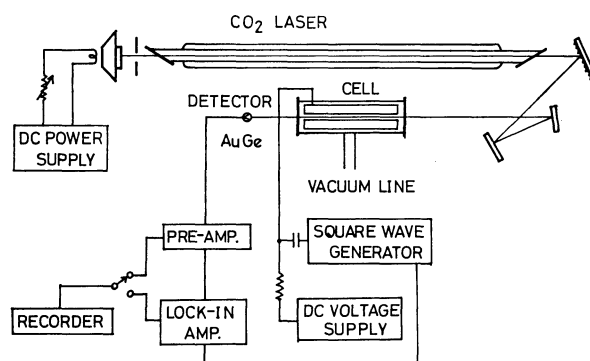 CO2 LASER
CELL
DETECTOR
AuGe
DC POWER
SUPPLY
VACUUM LINE
PRE-AMP.
SQUARE WAVE
GENERATOR
RECORDER
LOCK-IN
AMP.
DC VOLTAGE
SUPPLY